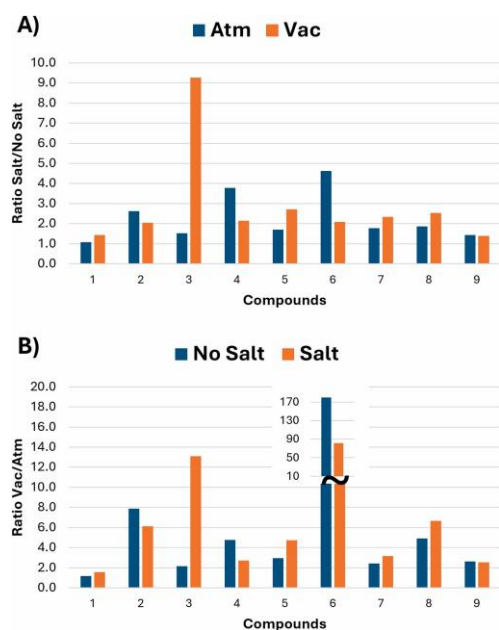 A)
Atm Vac
Ratio Salt/No Salt
10.0
9.0
8.0
7.0
6.0
5.0
4.0
3.0
2.0
1.0
0.0
1 2 3 4 5 6 7 8 9
Compounds
B)
No Salt Salt
Ratio Vac/Atm
20.0
18.0
16.0
14.0
12.0
10.0
8.0
6.0
4.0
2.0
0.0
170
130
90
50
10
1 2 3 4 5 6 7 8 9
Compounds